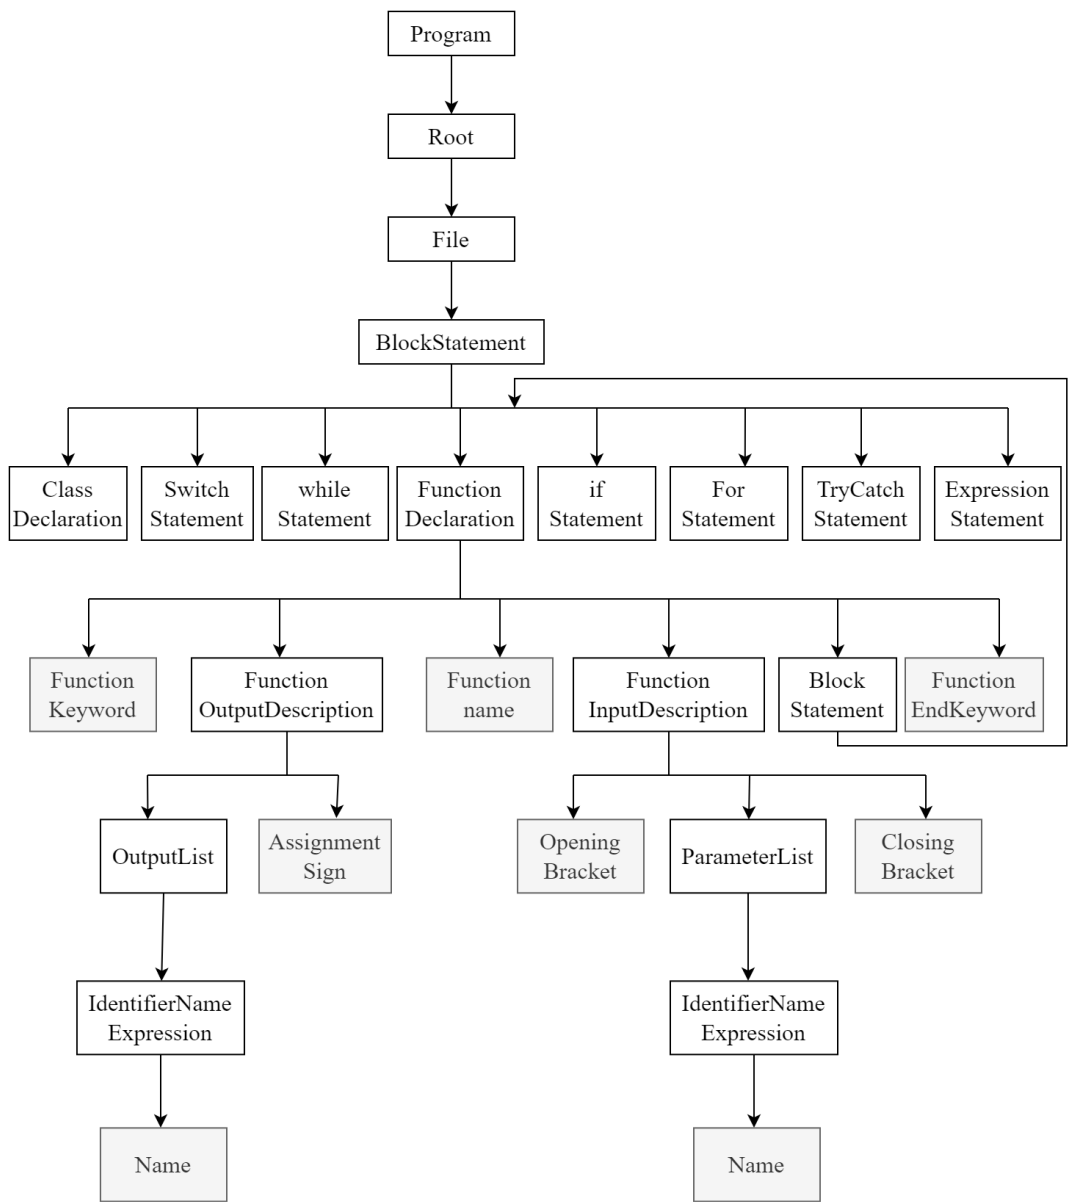 Program
Root
File
BlockStatement
Class
Declaration
Switch
Statement
while
Statement
Function
Declaration
if
Statement
For
Statement
TryCatch
Statement
Expression
Statement
Function
Keyword
Function
OutputDescription
Function
name
Function
InputDescription
Block
Statement
Function
EndKeyword
OutputList
Assignment
Sign
Opening
Bracket
ParameterList
Closing
Bracket
IdentifierName
Expression
IdentifierName
Expression
Name
Name